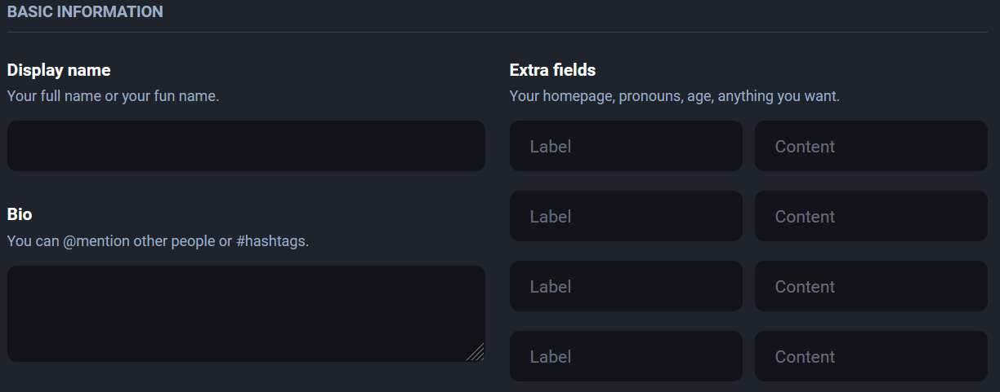 BASIC INFORMATION
Display name
Your full name or your fun name.
Bio
You can @mention other people or #hashtags.
Extra fields
Your homepage, pronouns, age, anything you want.
Label Content
Label Content
Label Content
Label Content